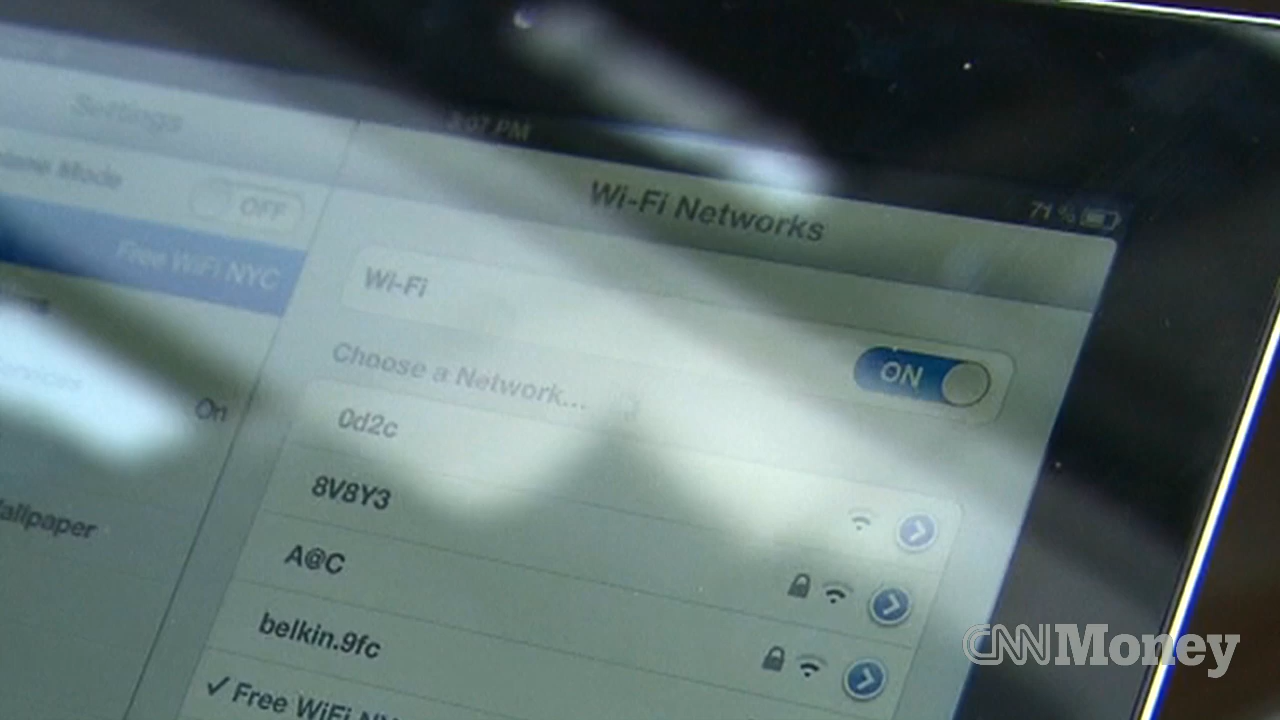 Settings
3:07 PM
71%
Wi-Fi Networks
Mode
OFF
Free WiFi NYC
Wi-Fi
ON
Choose a Network...
On
0d2c
8V8Y3
A@C
belkin.9fc
✓ Free WiFi
CNNMoney